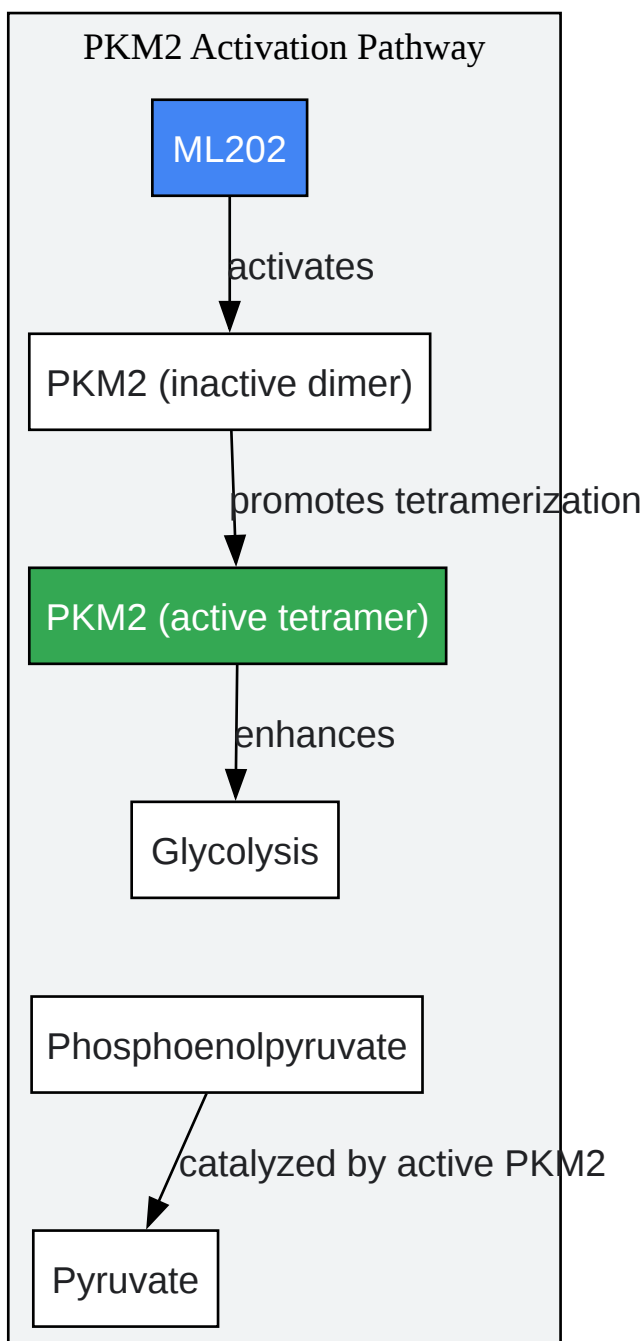 PKM2 Activation Pathway
ML202
activates
PKM2 (inactive dimer)
promotes tetramerization
PKM2 (active tetramer)
enhances
Glycolysis
Phosphoenolpyruvate
catalyzed by active PKM2
Pyruvate